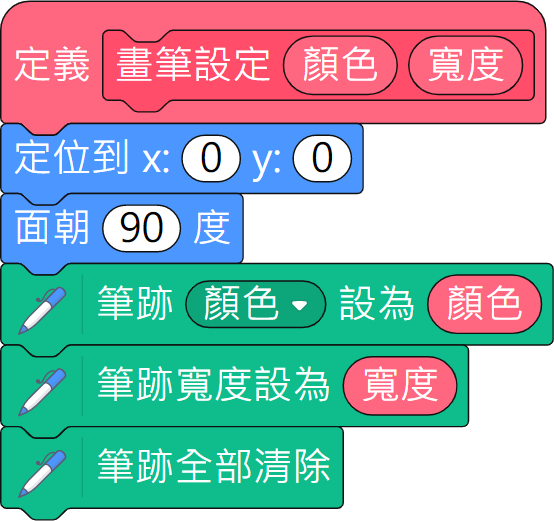 定義 畫筆設定 顏色 寬度
定位到 x: 0 y: 0
面朝 90 度
筆跡 顏色 設為 顏色
筆跡寬度設為 寬度
筆跡全部清除